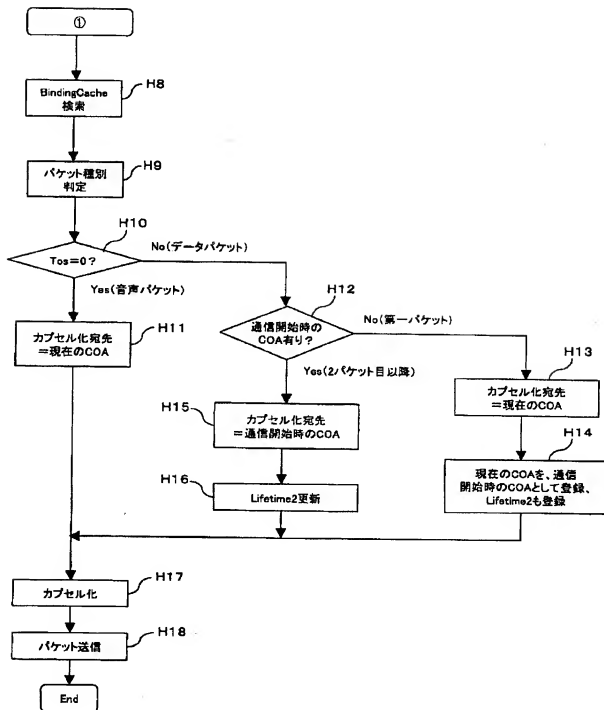 ①
BindingCache
検索
H8
パケット種別
判定
H9
Tos=0?
H10
No(データパケット)
Yes(音声パケット)
カプセル化宛先
=現在のCOA
H11
通信開始時の
COA有り?
H12
No(第一パケット)
Yes(2パケット目以降)
カプセル化宛先
=現在のCOA
H13
現在のCOAを、通信
開始時のCOAとして登録、
Lifetime2も登録
H14
カプセル化宛先
=通信開始時のCOA
H15
Lifetime2更新
H16
カプセル化
H17
パケット送信
H18
End